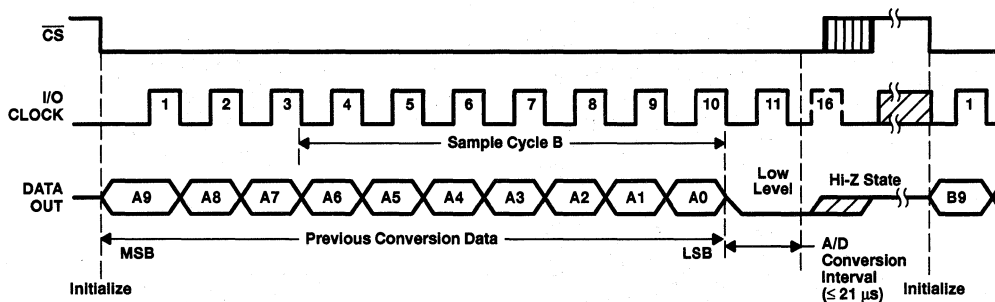 CS
I/O
CLOCK
1 2 3 4 5 6 7 8 9 10 11 16 1
Sample Cycle B
DATA
OUT
A9 A8 A7 A6 A5 A4 A3 A2 A1 A0
Low
Level
Hi-Z State
B9
Previous Conversion Data
MSB
LSB
A/D
Conversion
Interval
(≤ 21 μs)
Initialize
Initialize